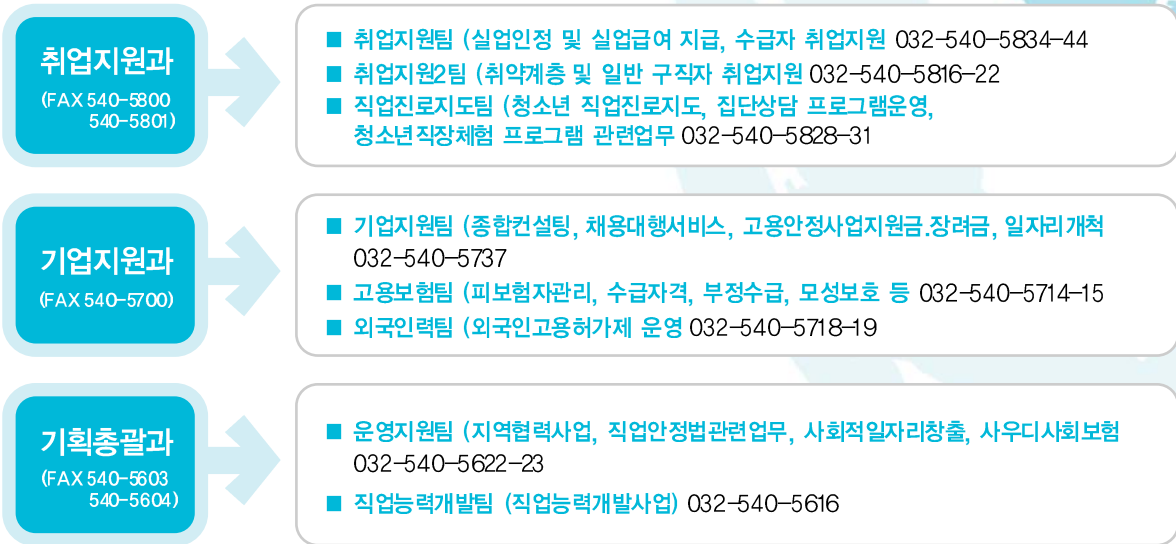 취업지원과
(FAX 540-5800
540-5801)
■ 취업지원팀 (실업인정 및 실업급여 지급, 수급자 취업지원 032-540-5834-44
■ 취업지원2팀 (취약계층 및 일반 구직자 취업지원 032-540-5816-22
■ 직업진로지도팀 (청소년 직업진로지도, 집단상담 프로그램운영,
청소년직장체험 프로그램 관련업무 032-540-5828-31
기업지원과
(FAX 540-5700)
■ 기업지원팀 (종합컨설팅, 채용대행서비스, 고용안정사업지원금.장려금, 일자리개척
032-540-5737
■ 고용보험팀 (피보험자관리, 수급자격, 부정수급, 모성보호 등 032-540-5714-15
■ 외국인력팀 (외국인고용허가제 운영 032-540-5718-19
기획총괄과
(FAX 540-5603
540-5604)
■ 운영지원팀 (지역협력사업, 직업안정법관련업무, 사회적일자리창출, 사우디사회보험
032-540-5622-23
■ 직업능력개발팀 (직업능력개발사업) 032-540-5616